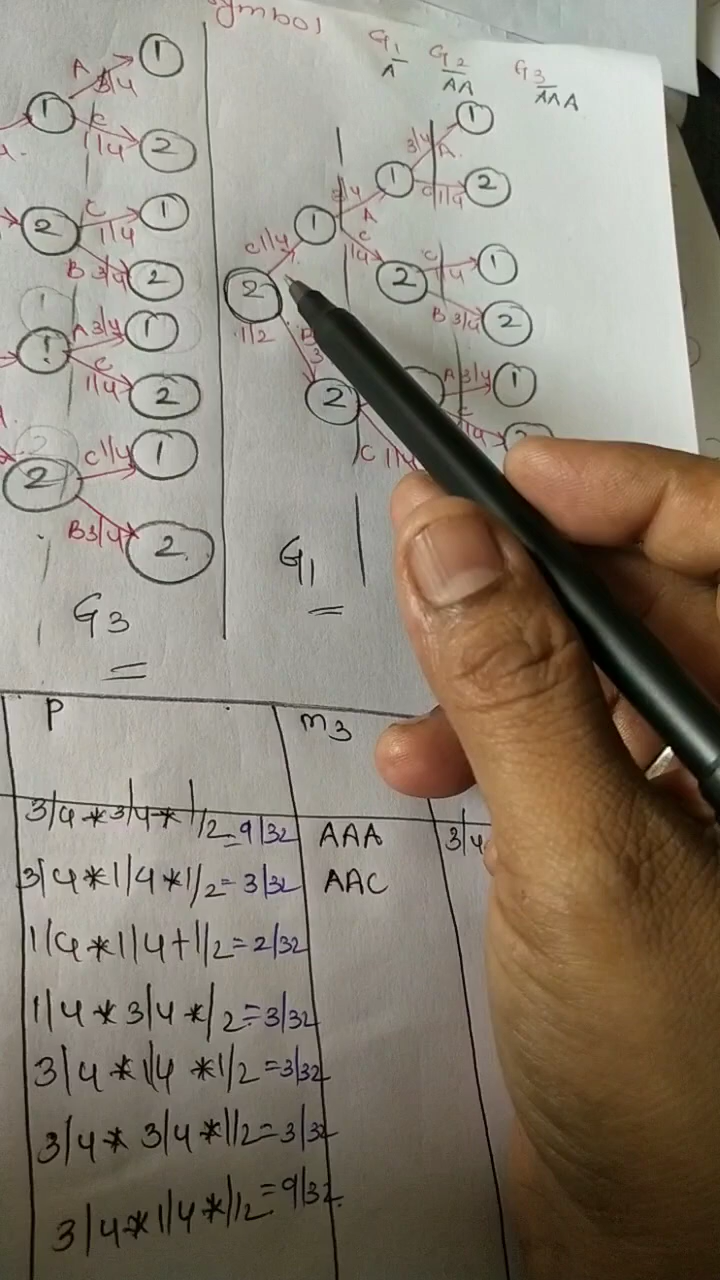 symbol
G1 G2 G3
A AA AAA
A 3/4 1
1 C 1/4 2
2 C 1/4 1
B 3/4 2
1 A 3/4 1
C 1/4 2
2 C 1/4 1
B 3/4 2
G3
2 1/2
C 1/4 1
3/4 A 1
3/4 A 1
C 1/4 2
C 1/4 2
C 1/4 1
B 3/4 2
B 3 2
A 3/4 1
C 1/4
C 1/4
G1
P m3
3/4*3/4*1/2=9/32 AAA 3/4
3/4*1/4*1/2=3/32 AAC
1/4*1/4+1/2=2/32
1/4*3/4*/2=3/32
3/4*1/4*1/2=3/32
3/4*3/4*1/2=3/32
3/4*1/4*1/2=9/32